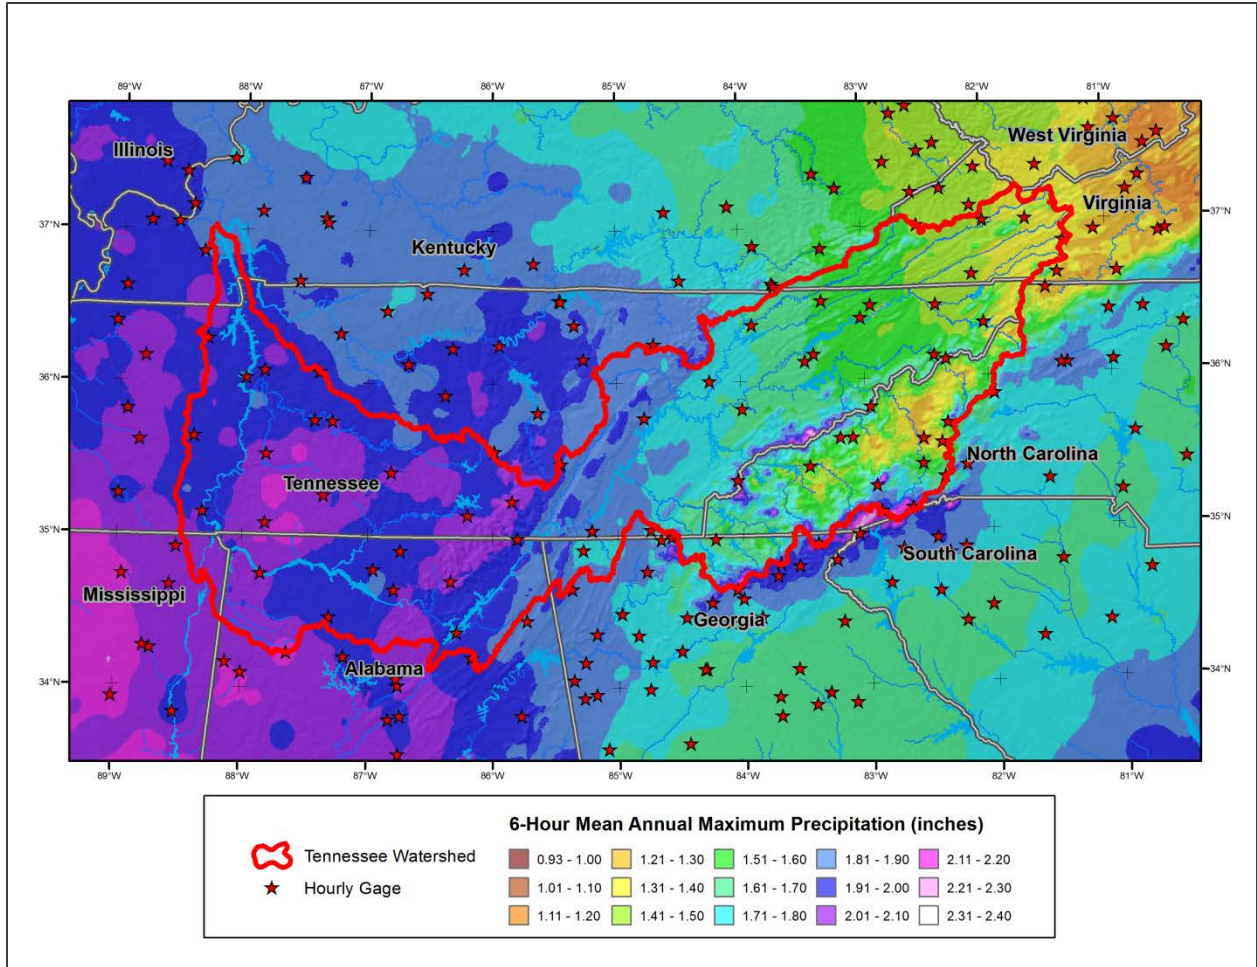 89°W 88°W 87°W 86°W 85°W 84°W 83°W 82°W 81°W
West Virginia
Illinois
Virginia
37°N 37°N
Kentucky
36°N 36°N
North Carolina
Tennessee
35°N 35°N
South Carolina
Mississippi
Georgia
Alabama
34°N 34°N
89°W 88°W 87°W 86°W 85°W 84°W 83°W 82°W 81°W
6-Hour Mean Annual Maximum Precipitation (inches)
Tennessee Watershed
Hourly Gage
0.93 - 1.00 1.21 - 1.30 1.51 - 1.60 1.81 - 1.90 2.11 - 2.20
1.01 - 1.10 1.31 - 1.40 1.61 - 1.70 1.91 - 2.00 2.21 - 2.30
1.11 - 1.20 1.41 - 1.50 1.71 - 1.80 2.01 - 2.10 2.31 - 2.40